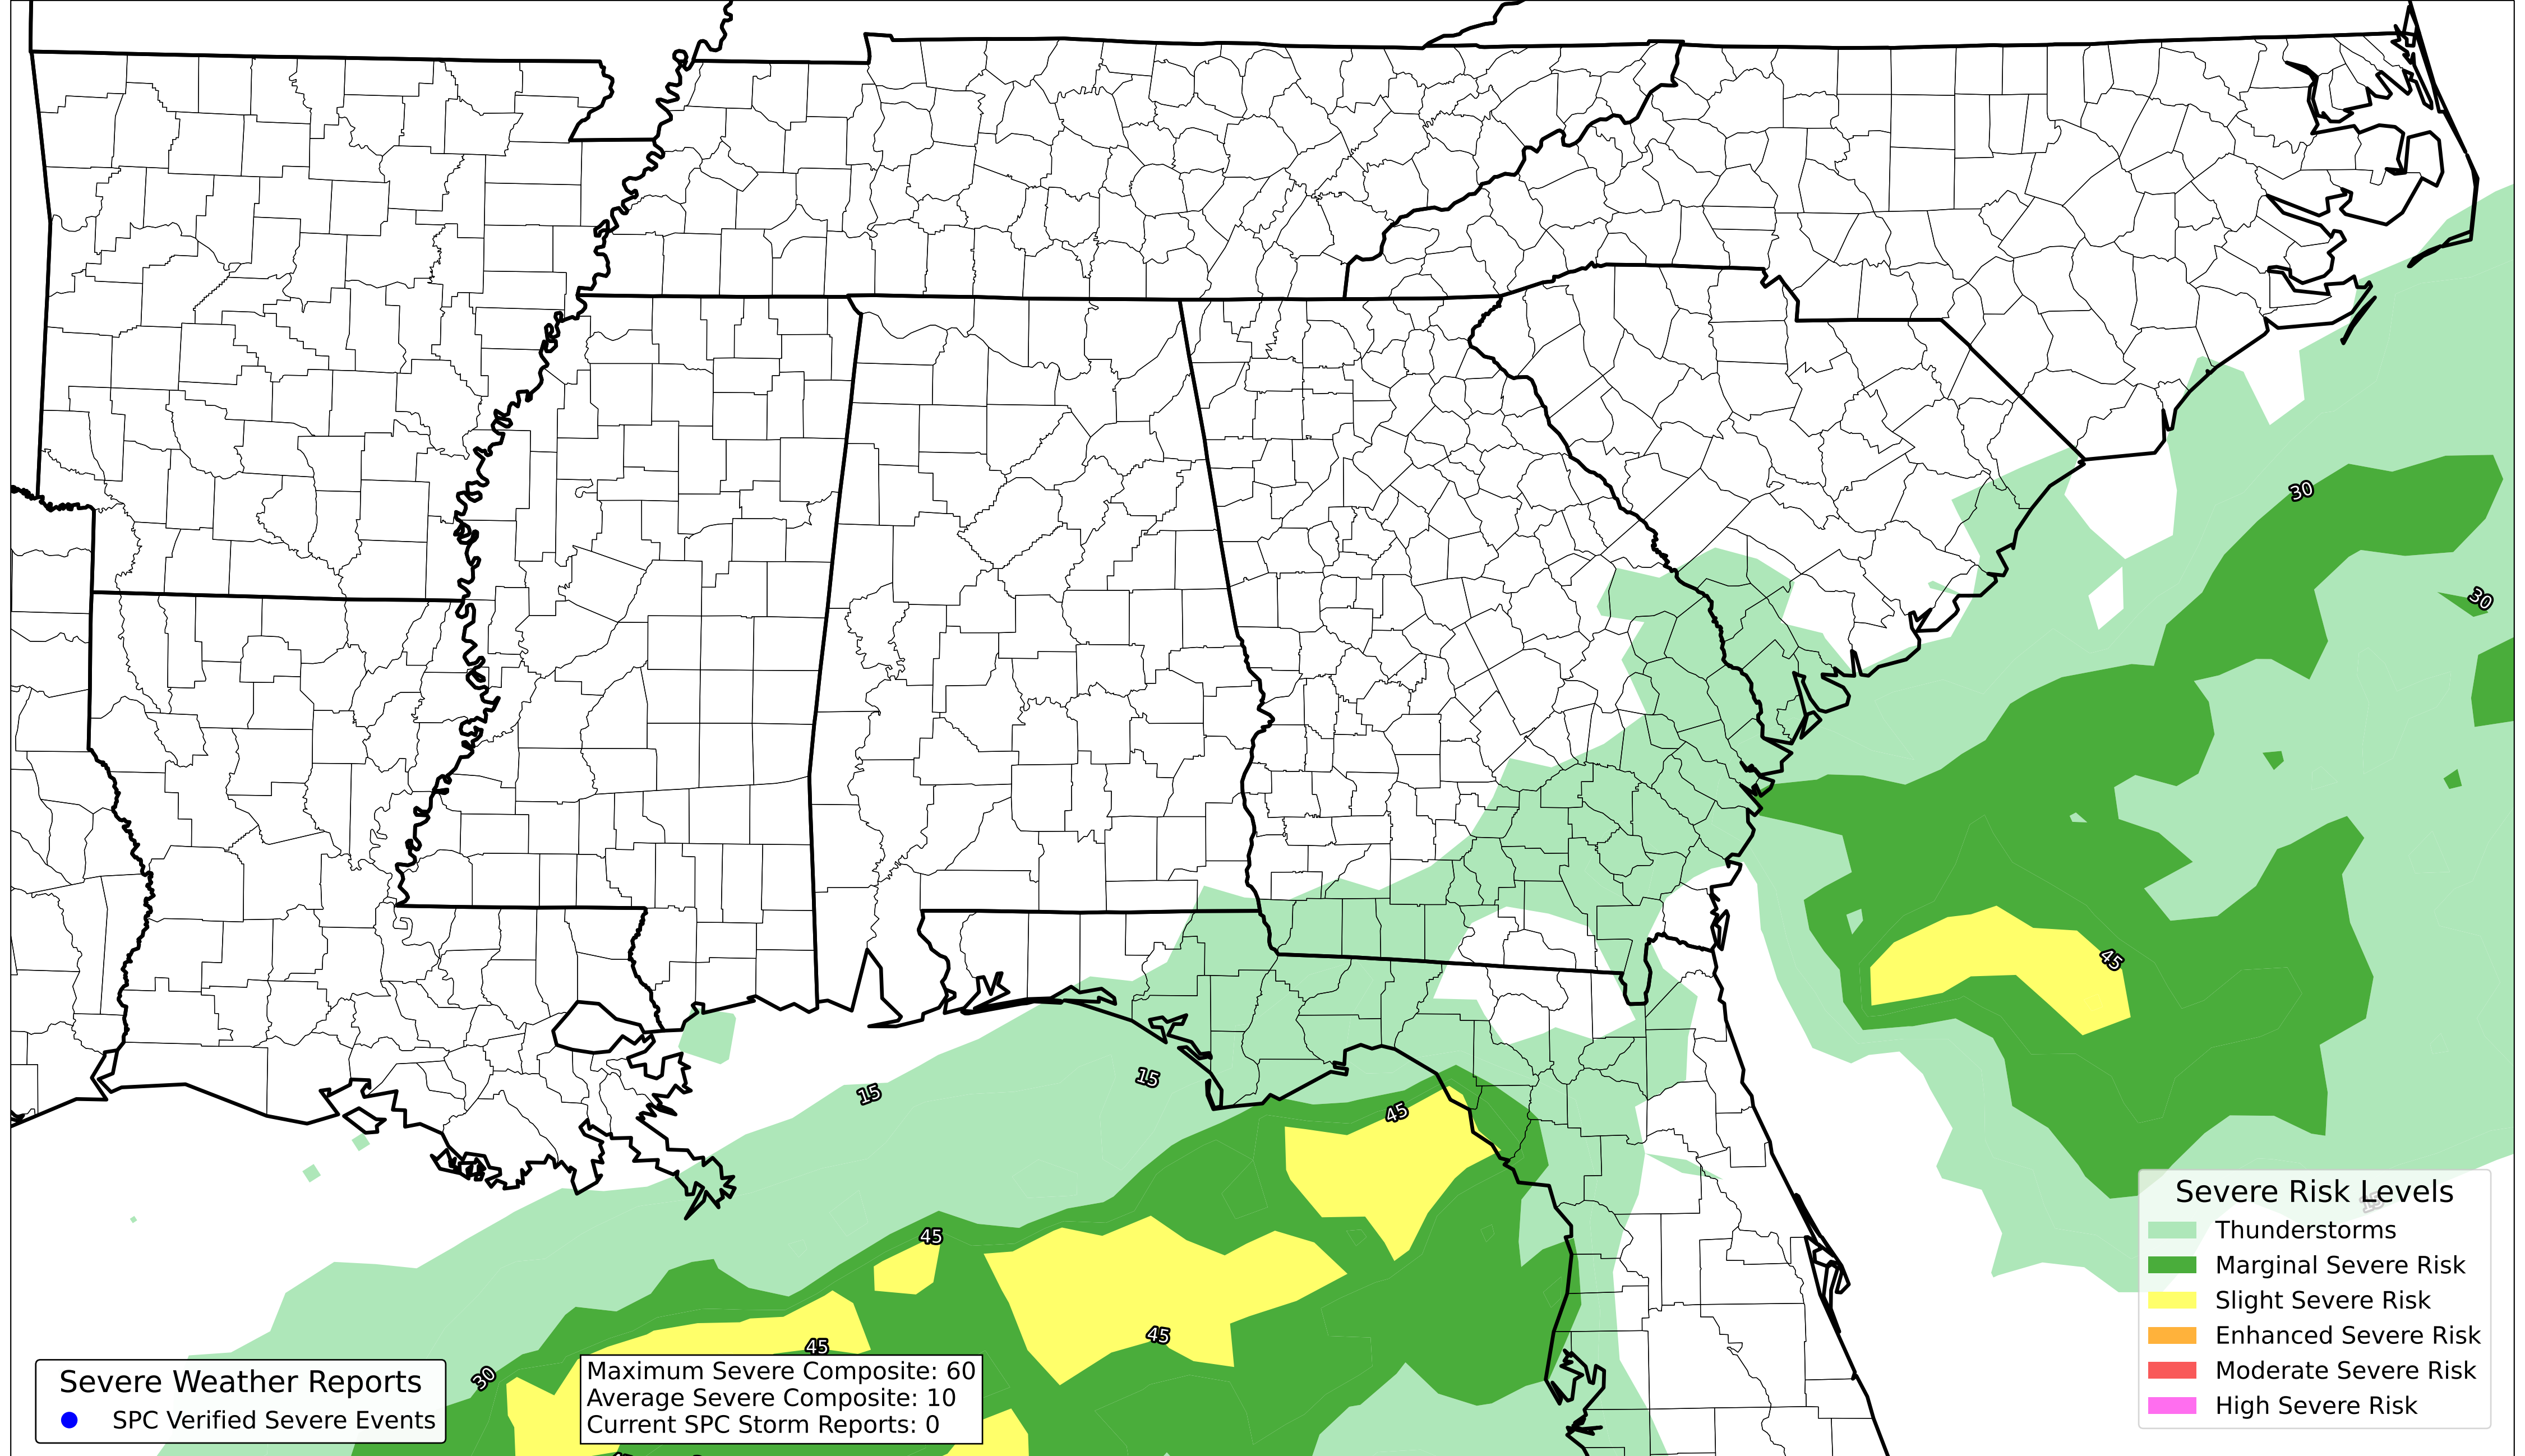 30
30
45
15
15
45
45
45
45
30
15
Severe Risk Levels
Thunderstorms
Marginal Severe Risk
Slight Severe Risk
Enhanced Severe Risk
Moderate Severe Risk
High Severe Risk
Severe Weather Reports
SPC Verified Severe Events
Maximum Severe Composite: 60
Average Severe Composite: 10
Current SPC Storm Reports: 0